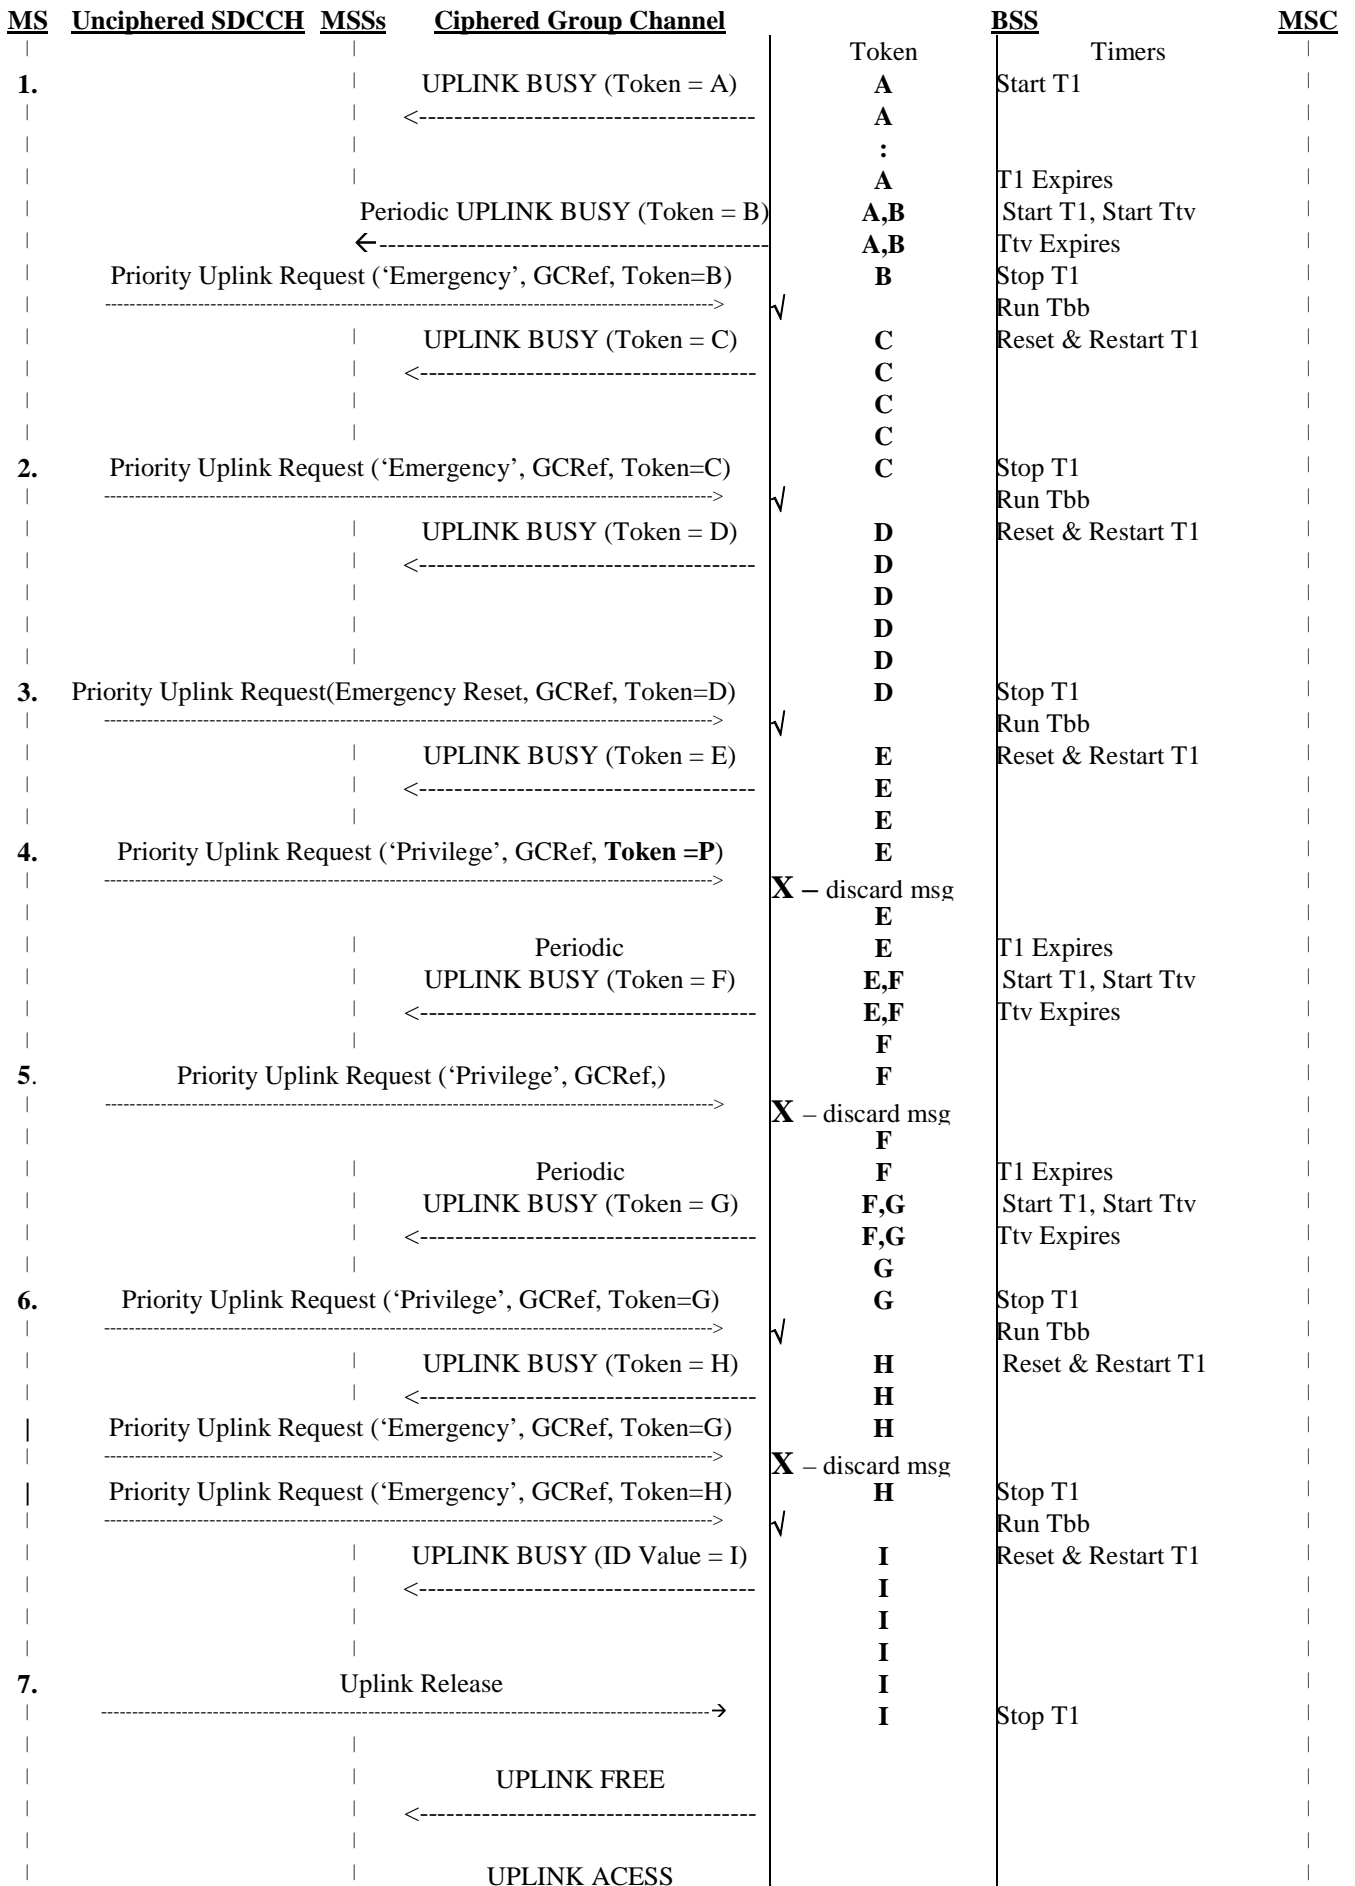 MS Unciphered SDCCH MSSs Ciphered Group Channel BSS MSC
Token Timers
1. UPLINK BUSY (Token = A) A Start T1
A
:
A T1 Expires
Periodic UPLINK BUSY (Token = B) A,B Start T1, Start Ttv
A,B Ttv Expires
Priority Uplink Request (‘Emergency’, GCRef, Token=B) B Stop T1
√ Run Tbb
UPLINK BUSY (Token = C) C Reset & Restart T1
C
C
C
2. Priority Uplink Request (‘Emergency’, GCRef, Token=C) C Stop T1
√ Run Tbb
UPLINK BUSY (Token = D) D Reset & Restart T1
D
D
D
D
3. Priority Uplink Request(Emergency Reset, GCRef, Token=D) D Stop T1
√ Run Tbb
UPLINK BUSY (Token = E) E Reset & Restart T1
E
E
4. Priority Uplink Request (‘Privilege’, GCRef, Token =P) E
X – discard msg
E
Periodic E T1 Expires
UPLINK BUSY (Token = F) E,F Start T1, Start Ttv
E,F Ttv Expires
F
5. Priority Uplink Request (‘Privilege’, GCRef,) F
X – discard msg
F
Periodic F T1 Expires
UPLINK BUSY (Token = G) F,G Start T1, Start Ttv
F,G Ttv Expires
G
6. Priority Uplink Request (‘Privilege’, GCRef, Token=G) G Stop T1
√ Run Tbb
UPLINK BUSY (Token = H) H Reset & Restart T1
H
Priority Uplink Request (‘Emergency’, GCRef, Token=G) H
X – discard msg
Priority Uplink Request (‘Emergency’, GCRef, Token=H) H Stop T1
√ Run Tbb
UPLINK BUSY (ID Value = I) I Reset & Restart T1
I
I
I
7. Uplink Release I
I Stop T1
UPLINK FREE
UPLINK ACESS